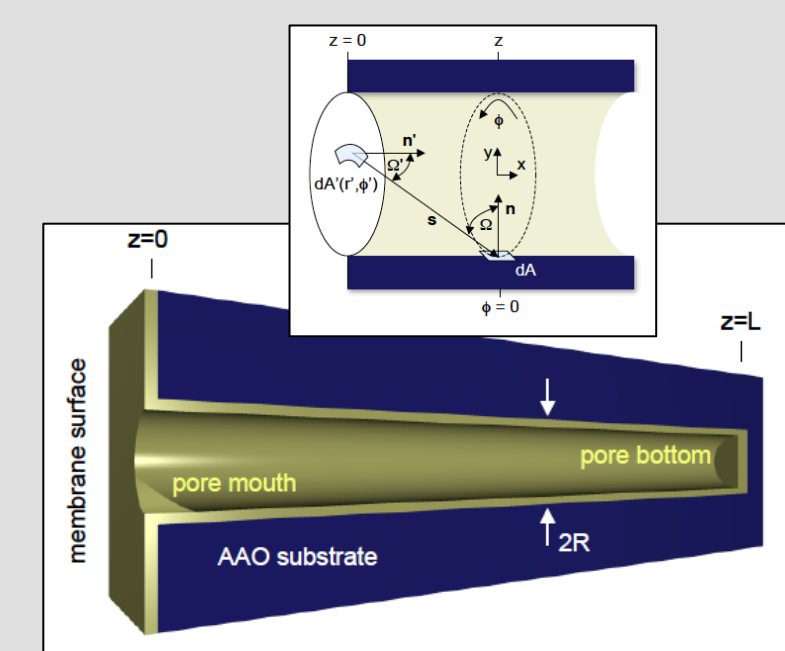 z = 0
z
ϕ
n'
y
x
Ω'
dA'(r',ϕ')
n
Ω
s
dA
ϕ = 0
z=0
z=L
membrane surface
pore mouth
pore bottom
AAO substrate
2R